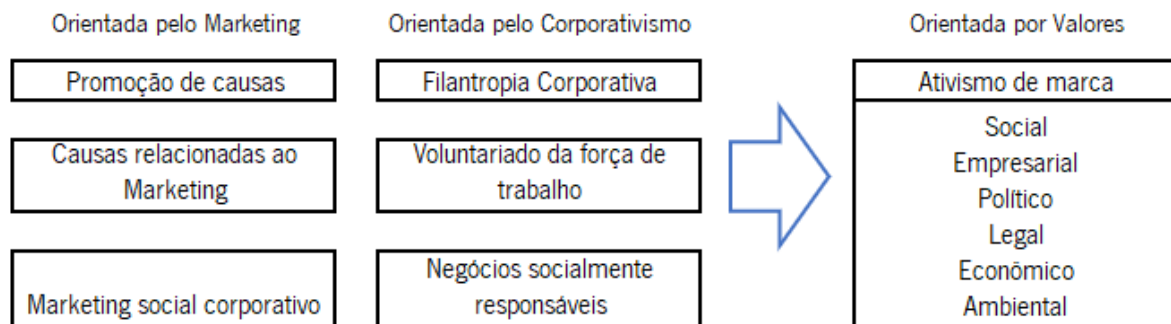 Orientada pelo Marketing
Promoção de causas
Causas relacionadas ao
Marketing
Marketing social corporativo
Orientada pelo Corporativismo
Filantropia Corporativa
Voluntariado da força de
trabalho
Negócios socialmente
responsáveis
Orientada por Valores
Ativismo de marca
Social
Empresarial
Político
Legal
Econômico
Ambiental